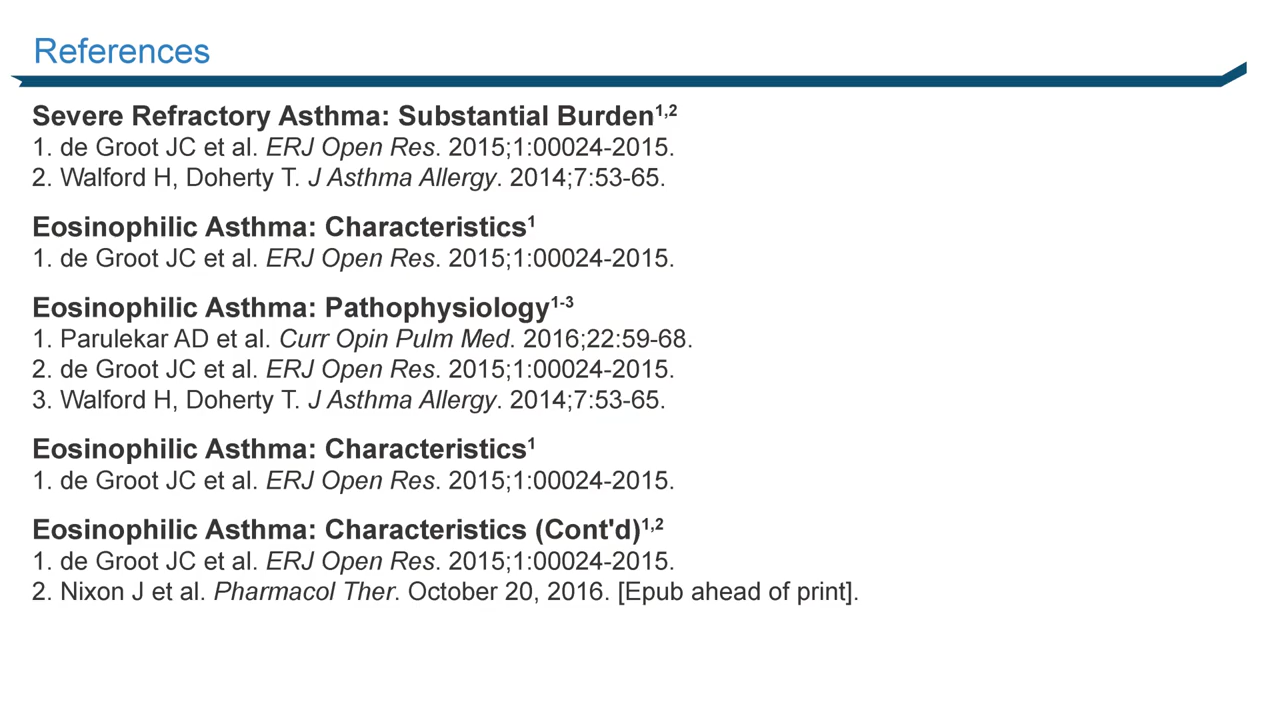 References
Severe Refractory Asthma: Substantial Burden1,2
1. de Groot JC et al. ERJ Open Res. 2015;1:00024-2015.
2. Walford H, Doherty T. J Asthma Allergy. 2014;7:53-65.
Eosinophilic Asthma: Characteristics1
1. de Groot JC et al. ERJ Open Res. 2015;1:00024-2015.
Eosinophilic Asthma: Pathophysiology1-3
1. Parulekar AD et al. Curr Opin Pulm Med. 2016;22:59-68.
2. de Groot JC et al. ERJ Open Res. 2015;1:00024-2015.
3. Walford H, Doherty T. J Asthma Allergy. 2014;7:53-65.
Eosinophilic Asthma: Characteristics1
1. de Groot JC et al. ERJ Open Res. 2015;1:00024-2015.
Eosinophilic Asthma: Characteristics (Cont'd)1,2
1. de Groot JC et al. ERJ Open Res. 2015;1:00024-2015.
2. Nixon J et al. Pharmacol Ther. October 20, 2016. [Epub ahead of print].